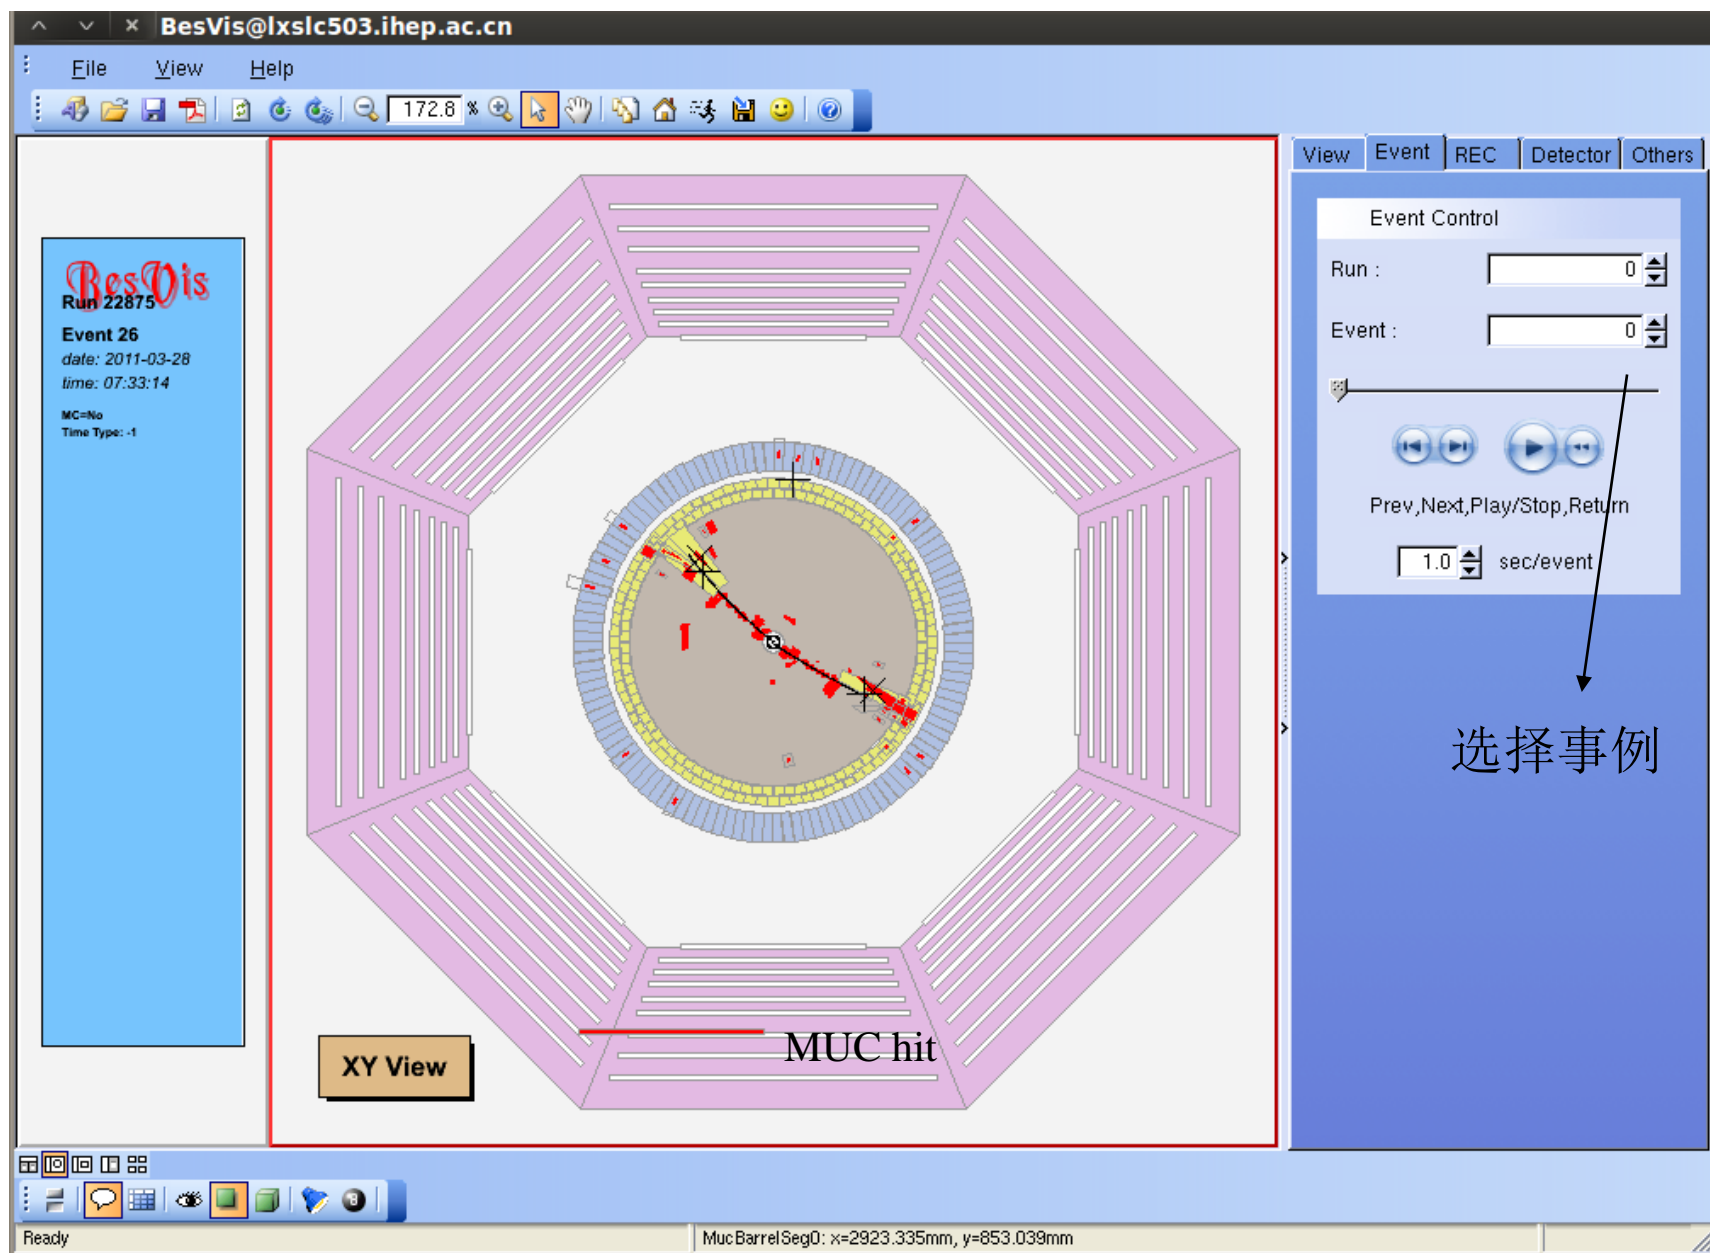 BesVis@lxslc503.ihep.ac.cn
File View Help
172.8 %
View Event REC Detector Others
BesVis
Run 22875
Event 26
date: 2011-03-28
time: 07:33:14
MC=No
Time Type: -1
Event Control
Run : 0
Event : 0
Prev,Next,Play/Stop,Return
1.0 sec/event
选择事例
MUC hit
XY View
Ready
MucBarrelSeg0: x=2923.335mm, y=853.039mm